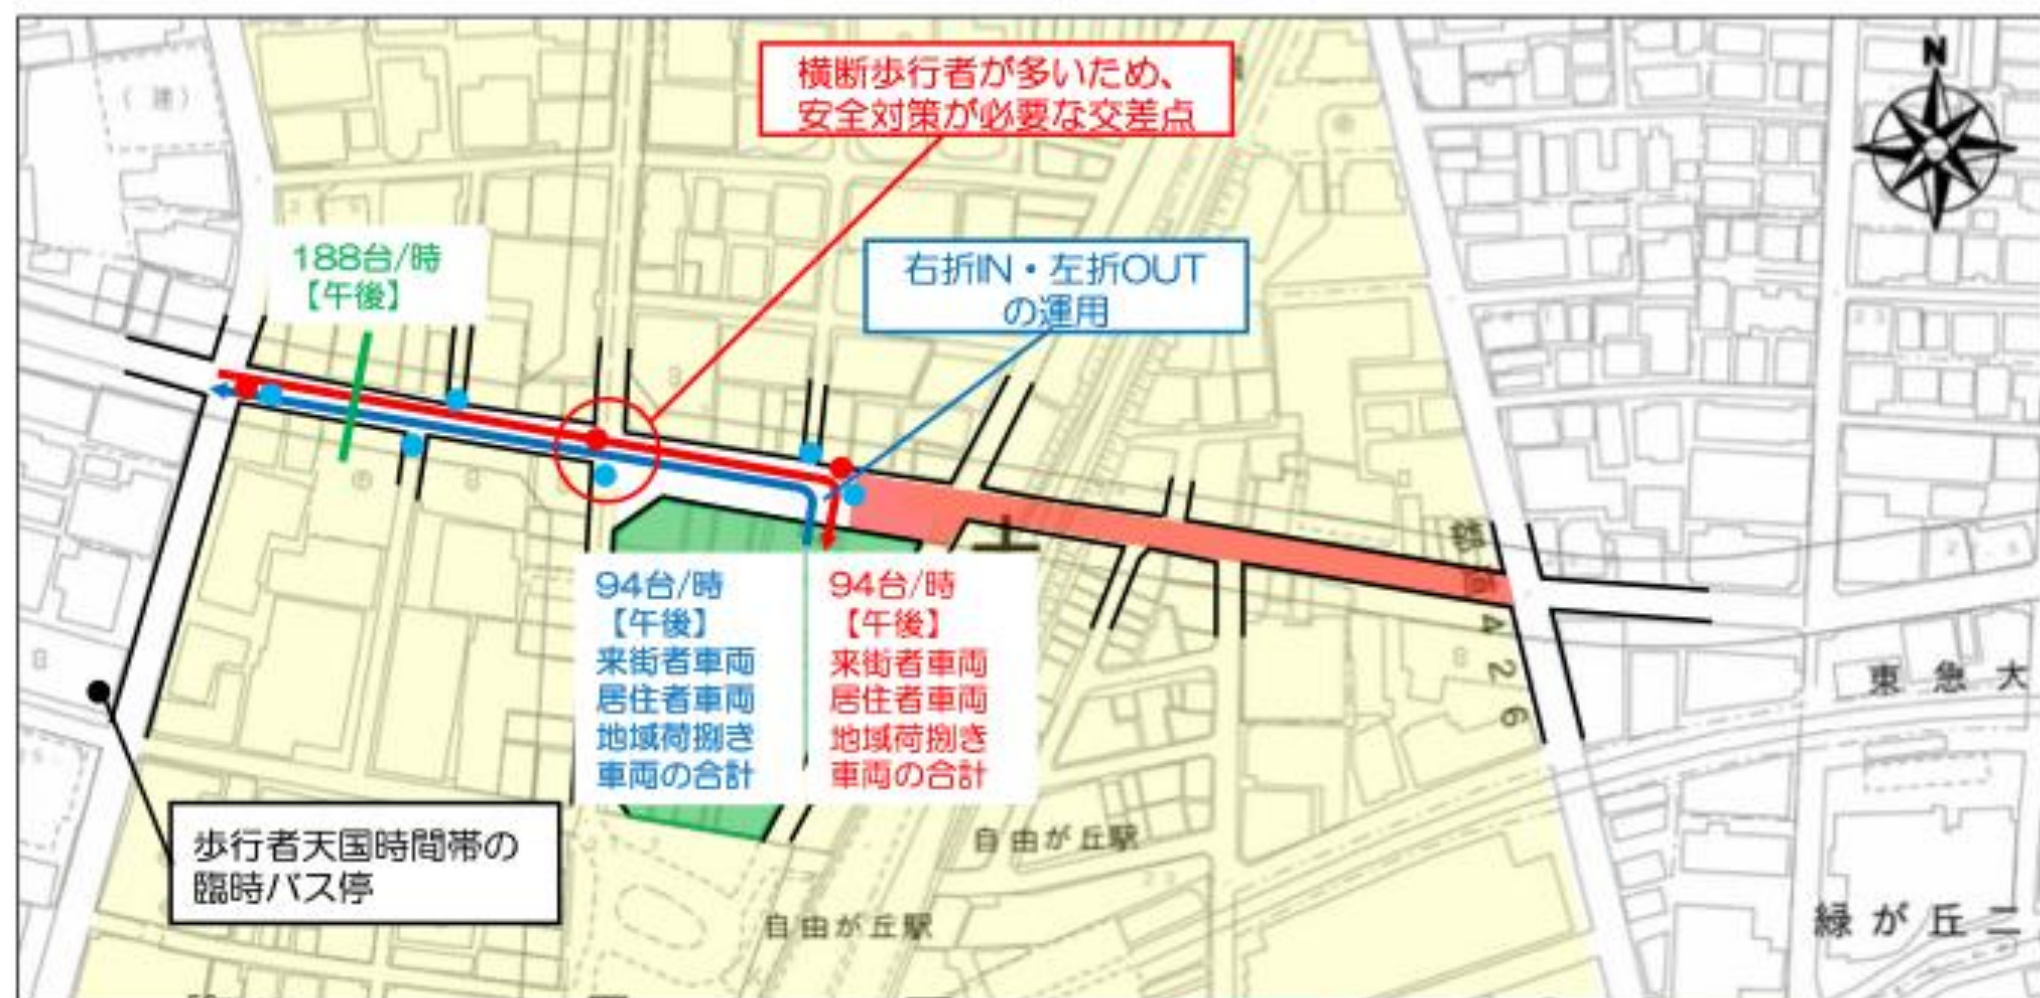 横断歩行者が多いため、
安全対策が必要な交差点
N
(建)
188台/時
【午後】
右折IN・左折OUT
の運用
94台/時
【午後】
来街者車両
居住者車両
地域荷捌き
車両の合計
94台/時
【午後】
来街者車両
居住者車両
地域荷捌き
車両の合計
426
東急大
歩行者天国時間帯の
臨時バス停
自由が丘駅
自由が丘駅
緑が丘二